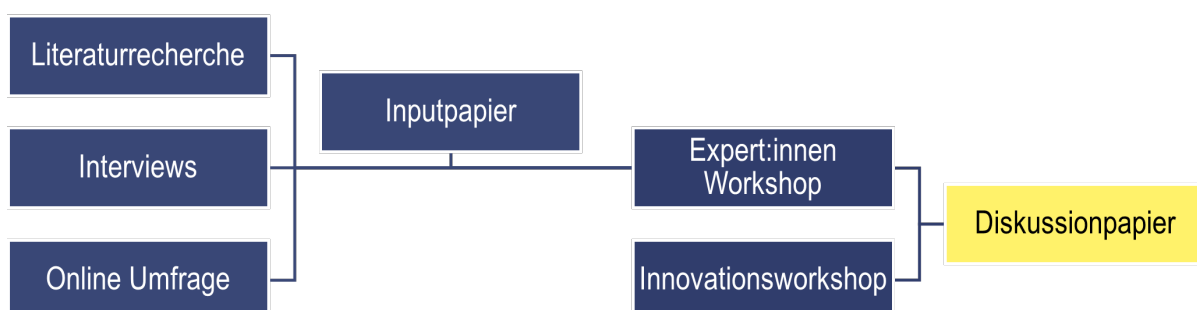 Literaturrecherche
Interviews
Online Umfrage
Inputpapier
Expert:innen
Workshop
Innovationsworkshop
Diskussionpapier